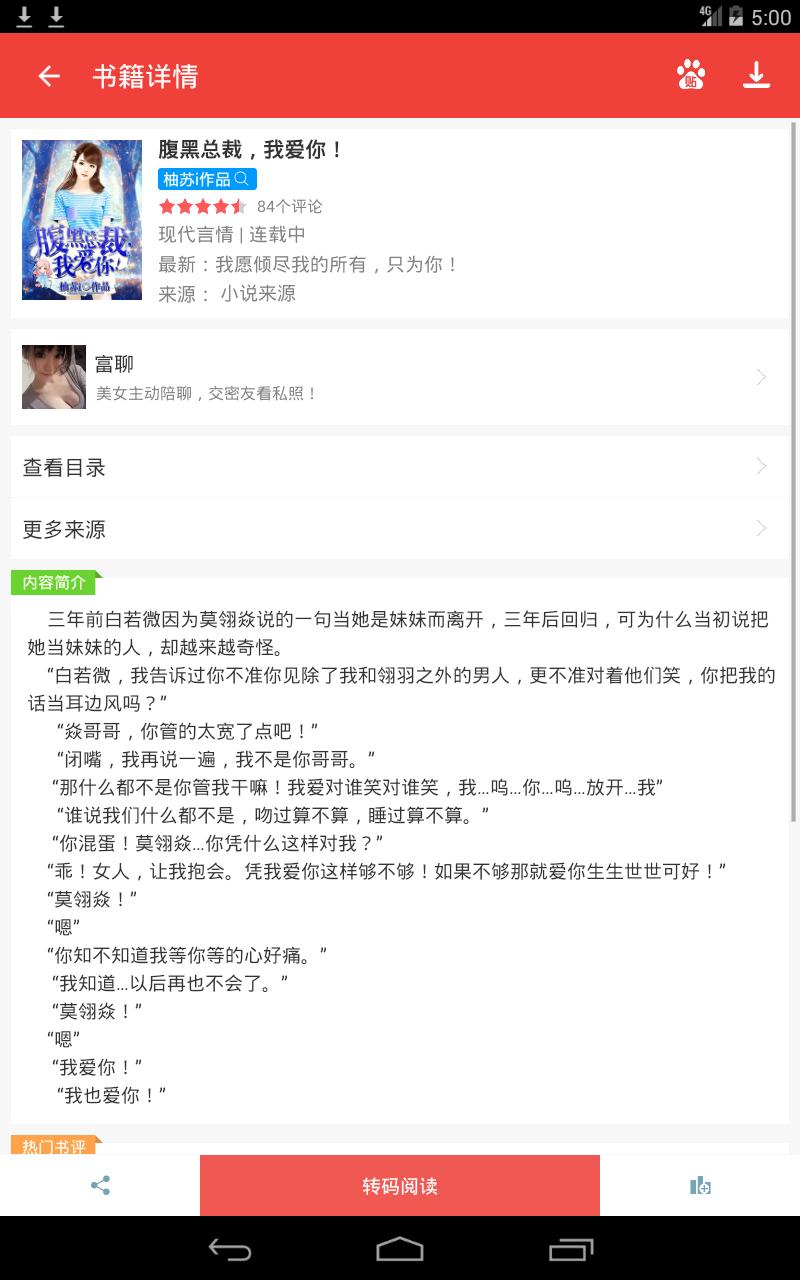 4G 5:00
书籍详情
贴
腹黑总裁，我爱你！
柚苏i作品
84个评论
现代言情 | 连载中
最新：我愿倾尽我的所有，只为你！
来源： 小说来源
腹黑总裁
我爱你!
柚苏i◎作品
富聊
美女主动陪聊，交密友看私照！
查看目录
更多来源
内容简介
三年前白若微因为莫翎焱说的一句当她是妹妹而离开，三年后回归，可为什么当初说把
她当妹妹的人，却越来越奇怪。
“白若微，我告诉过你不准你见除了我和翎羽之外的男人，更不准对着他们笑，你把我的
话当耳边风吗？”
“焱哥哥，你管的太宽了点吧！”
“闭嘴，我再说一遍，我不是你哥哥。”
“那什么都不是你管我干嘛！我爱对谁笑对谁笑，我...呜...你...呜...放开...我”
“谁说我们什么都不是，吻过算不算，睡过算不算。”
“你混蛋！莫翎焱...你凭什么这样对我？”
“乖！女人，让我抱会。凭我爱你这样够不够！如果不够那就爱你生生世世可好！”
“莫翎焱！”
“嗯”
“你知不知道我等你等的心好痛。”
“我知道...以后再也不会了。”
“莫翎焱！”
“嗯”
“我爱你！”
“我也爱你！”
热门书评
转码阅读